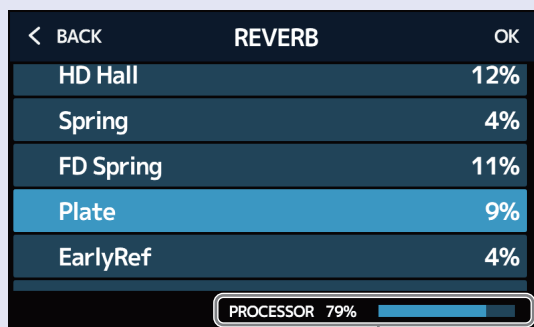 BACK REVERB OK
HD Hall 12%
Spring 4%
FD Spring 11%
Plate 9%
EarlyRef 4%
PROCESSOR 79%